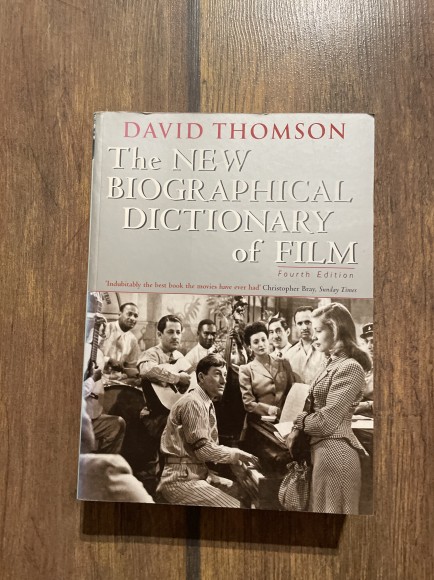 DAVID THOMSON
The NEW
BIOGRAPHICAL
DICTIONARY
of FILM
Fourth Edition
'Indubitably the best book the movies have ever had' Christopher Bray, Sunday Times